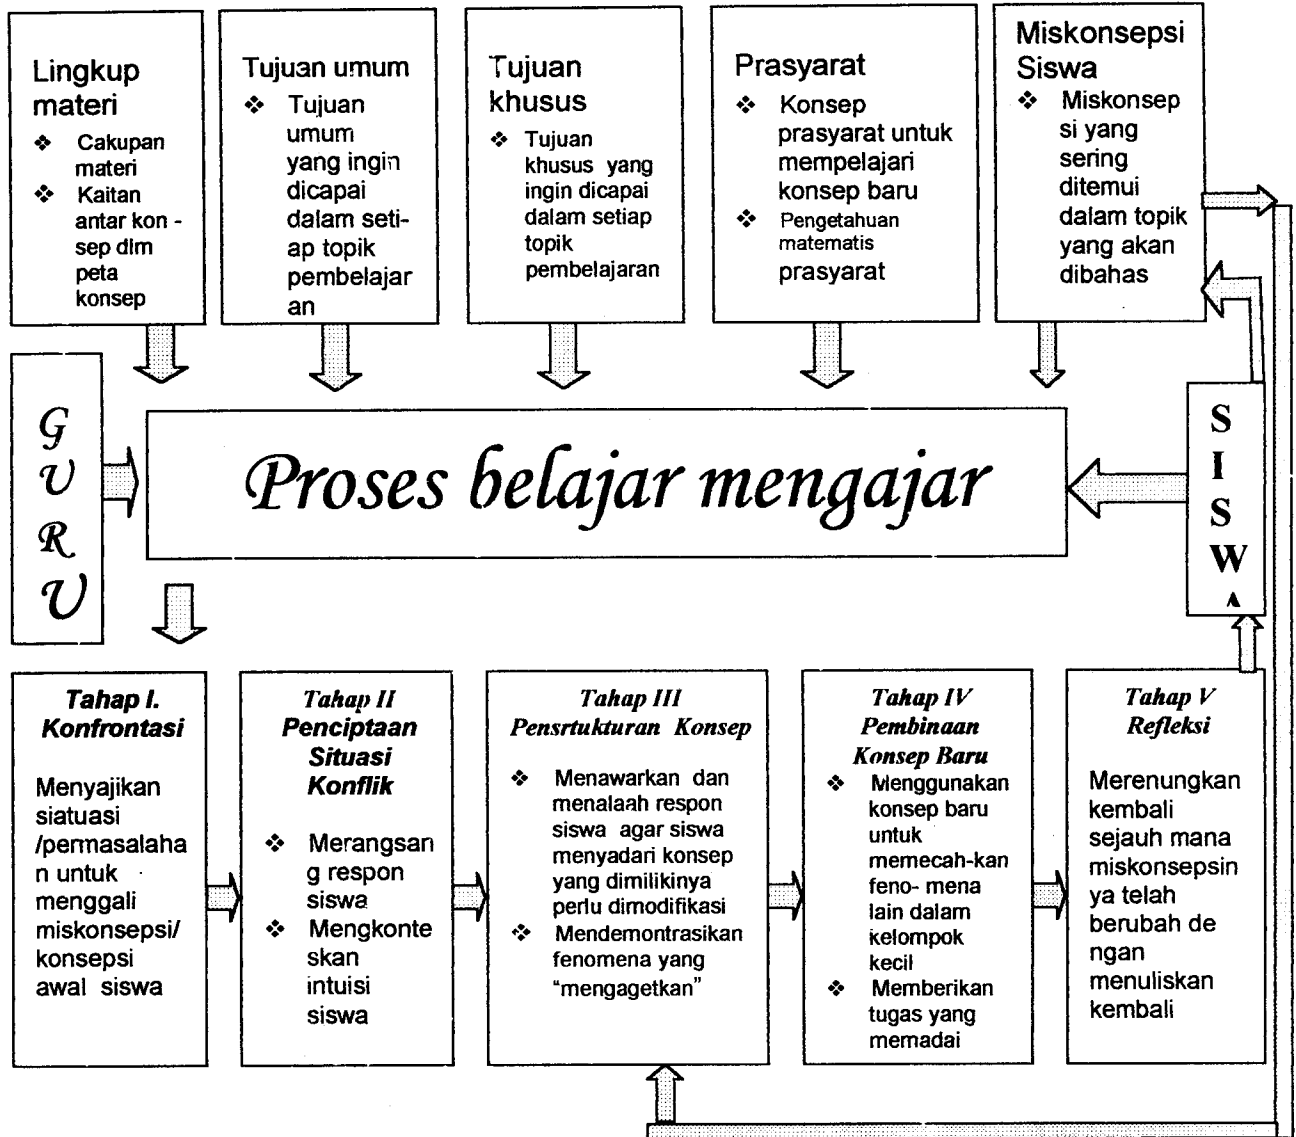 Lingkup
materi
❖ Cakupan
materi
❖ Kaitan
antar kon -
sep dlm
peta
konsep
Tujuan umum
❖ Tujuan
umum
yang ingin
dicapai
dalam seti-
ap topik
pembelajar
an
Tujuan
khusus
❖ Tujuan
khusus yang
ingin dicapai
dalam setiap
topik
pembelajaran
Prasyarat
❖ Konsep
prasyarat untuk
mempelajari
konsep baru
❖ Pengetahuan
matematis
prasyarat
Miskonsepsi
Siswa
❖ Miskonsep
si yang
sering
ditemui
dalam topik
yang akan
dibahas
G
U
R
U
Proses belajar mengajar
S
I
S
W
A
Tahap I.
Konfrontasi
Menyajikan
siatuasi
/permasalaha
n untuk
menggali
miskonsepsi/
konsepsi
awal siswa
Tahap II
Penciptaan
Situasi
Konflik
❖ Merangsan
g respon
siswa
❖ Mengkonte
skan
intuisi
siswa
Tahap III
Pensrtukturan Konsep
❖ Menawarkan dan
menalaah respon
siswa agar siswa
menyadari konsep
yang dimilikinya
perlu dimodifikasi
❖ Mendemontrasikan
fenomena yang
“mengagetkan”
Tahap IV
Pembinaan
Konsep Baru
❖ Menggunakan
konsep baru
untuk
memecah-kan
feno- mena
lain dalam
kelompok
kecil
❖ Memberikan
tugas yang
memadai
Tahap V
Refleksi
Merenungkan
kembali
sejauh mana
miskonsepsin
ya telah
berubah de
ngan
menuliskan
kembali